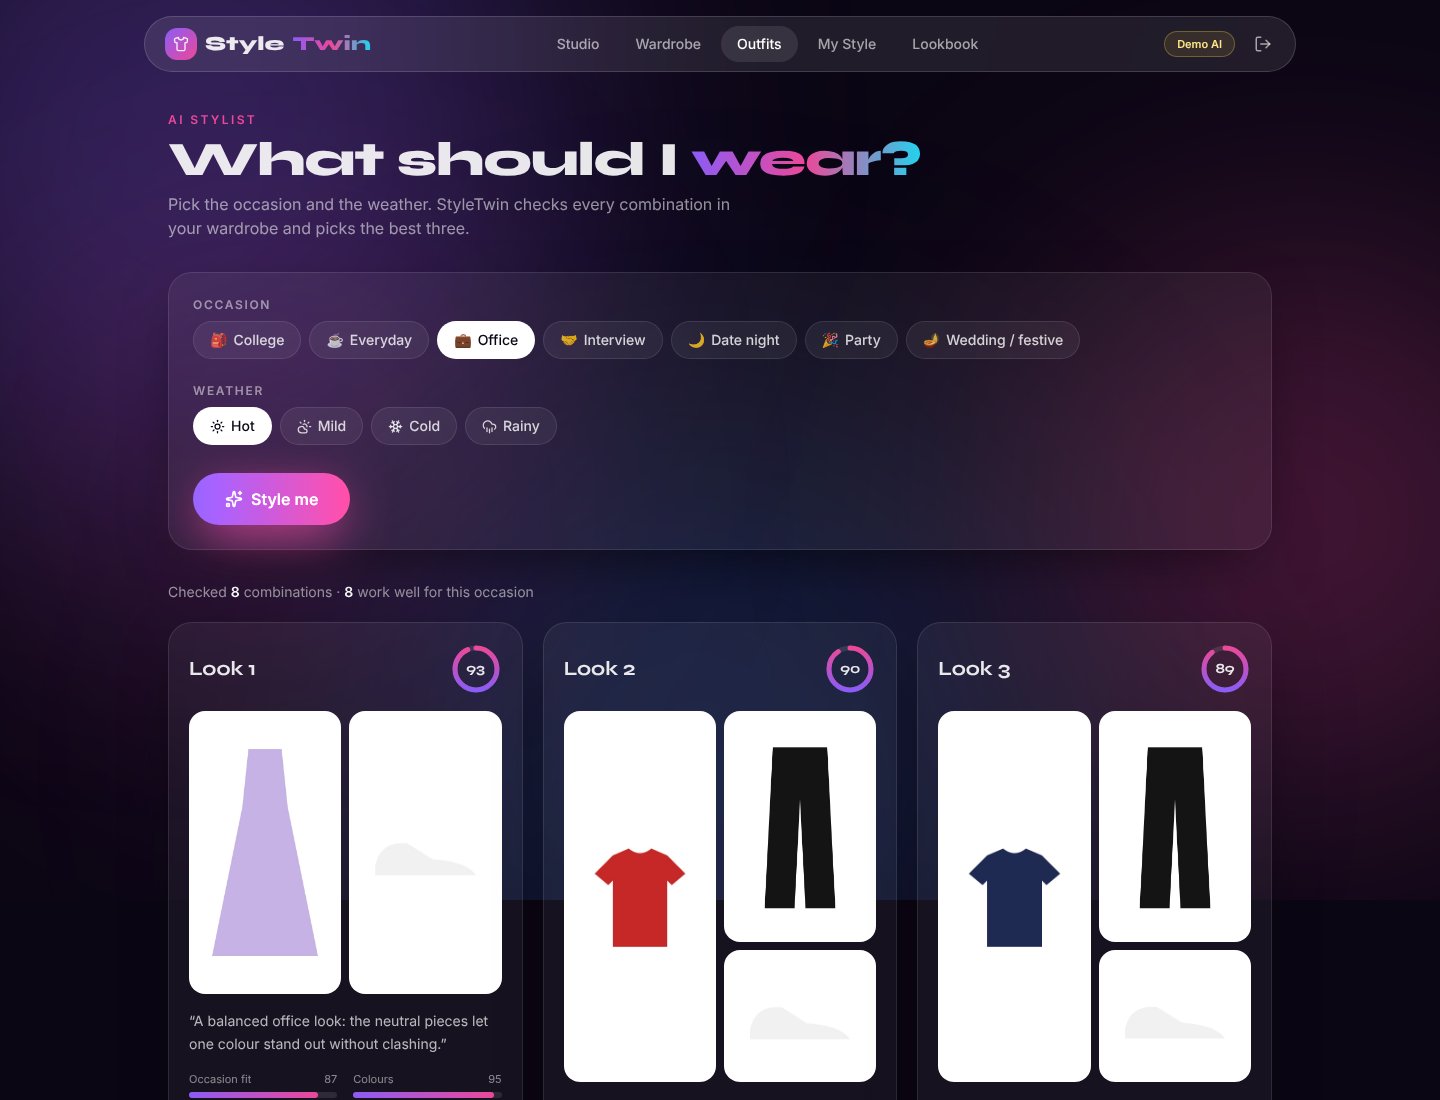 Style Twin
Studio
Wardrobe
Outfits
My Style
Lookbook
Demo AI
AI STYLIST
What should I wear?
Pick the occasion and the weather. StyleTwin checks every combination in
your wardrobe and picks the best three.
OCCASION
College
Everyday
Office
Interview
Date night
Party
Wedding / festive
WEATHER
Hot
Mild
Cold
Rainy
Style me
Checked 8 combinations · 8 work well for this occasion
Look 1
93
Look 2
90
Look 3
89
“A balanced office look: the neutral pieces let
one colour stand out without clashing.”
Occasion fit 87
Colours 95